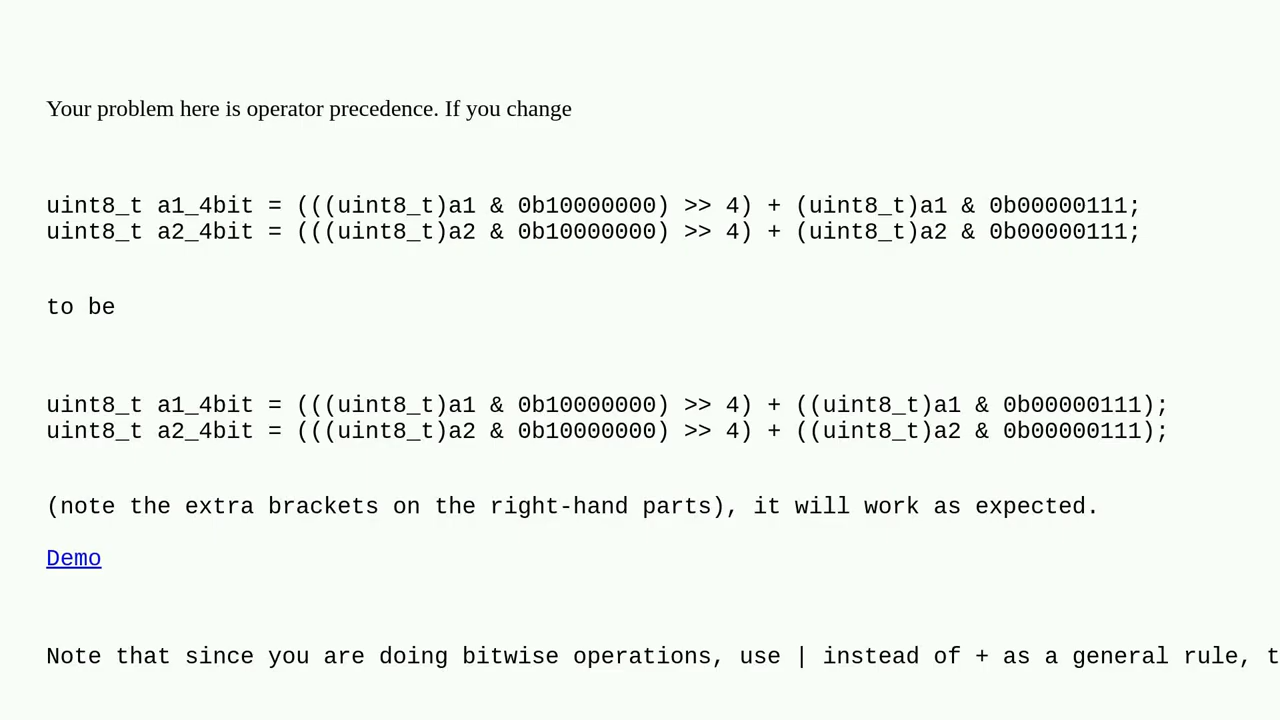 Your problem here is operator precedence. If you change
uint8_t a1_4bit = (((uint8_t)a1 & 0b10000000) >> 4) + (uint8_t)a1 & 0b00000111;
uint8_t a2_4bit = (((uint8_t)a2 & 0b10000000) >> 4) + (uint8_t)a2 & 0b00000111;
to be
uint8_t a1_4bit = (((uint8_t)a1 & 0b10000000) >> 4) + ((uint8_t)a1 & 0b00000111);
uint8_t a2_4bit = (((uint8_t)a2 & 0b10000000) >> 4) + ((uint8_t)a2 & 0b00000111);
(note the extra brackets on the right-hand parts), it will work as expected.
Demo
Note that since you are doing bitwise operations, use | instead of + as a general rule,